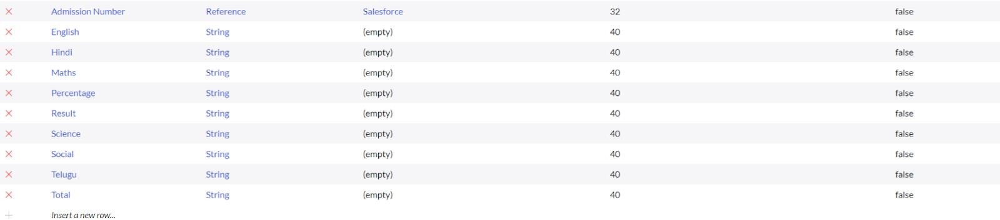 Admission Number Reference Salesforce 32 false
English String (empty) 40 false
Hindi String (empty) 40 false
Maths String (empty) 40 false
Percentage String (empty) 40 false
Result String (empty) 40 false
Science String (empty) 40 false
Social String (empty) 40 false
Telugu String (empty) 40 false
Total String (empty) 40 false
Insert a new row...